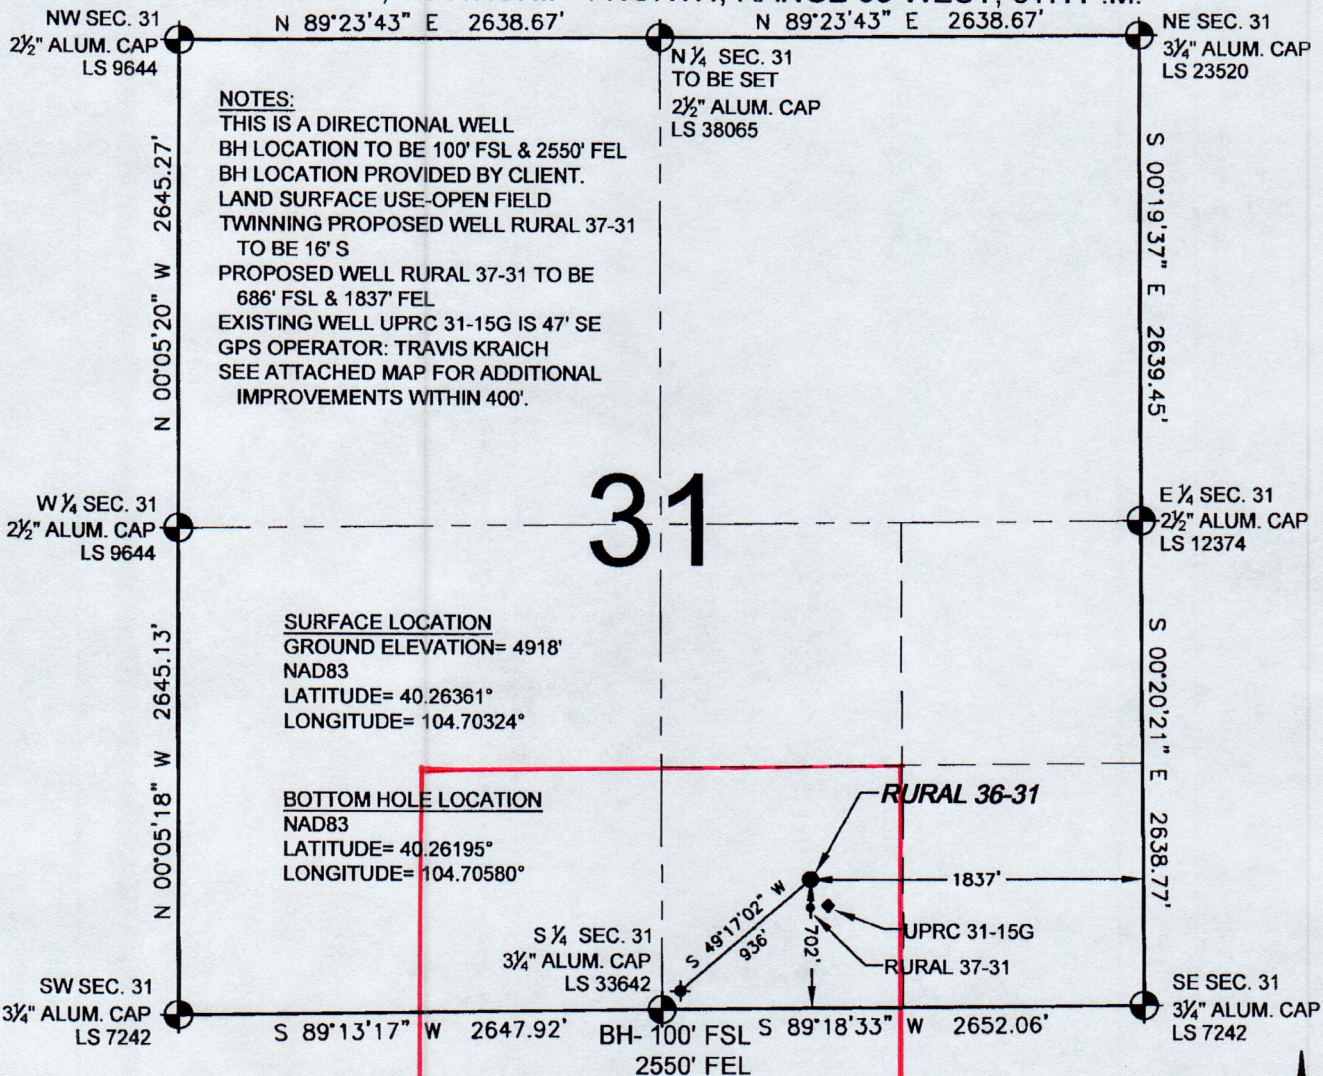 N 89°23'43" E 2638.67'
N 89°23'43" E 2638.67'
NW SEC. 31
2½" ALUM. CAP
LS 9644
N ¼ SEC. 31
TO BE SET
2½" ALUM. CAP
LS 38065
NE SEC. 31
3¼" ALUM. CAP
LS 23520
NOTES:
THIS IS A DIRECTIONAL WELL
BH LOCATION TO BE 100' FSL & 2550' FEL
BH LOCATION PROVIDED BY CLIENT.
LAND SURFACE USE-OPEN FIELD
TWINNING PROPOSED WELL RURAL 37-31
TO BE 16' S
PROPOSED WELL RURAL 37-31 TO BE
686' FSL & 1837' FEL
EXISTING WELL UPRC 31-15G IS 47' SE
GPS OPERATOR: TRAVIS KRAICH
SEE ATTACHED MAP FOR ADDITIONAL
IMPROVEMENTS WITHIN 400'.
N 00°05'20" W 2645.27'
S 00°19'37" E 2639.45'
W ¼ SEC. 31
2½" ALUM. CAP
LS 9644
31
E ¼ SEC. 31
2½" ALUM. CAP
LS 12374
SURFACE LOCATION
GROUND ELEVATION= 4918'
NAD83
LATITUDE= 40.26361°
LONGITUDE= 104.70324°
N 00°05'18" W 2645.13'
S 00°20'21" E 2638.77'
BOTTOM HOLE LOCATION
NAD83
LATITUDE= 40.26195°
LONGITUDE= 104.70580°
RURAL 36-31
1837'
S 49°17'02" W
936'
702'
UPRC 31-15G
RURAL 37-31
S ¼ SEC. 31
3¼" ALUM. CAP
LS 33642
SW SEC. 31
3¼" ALUM. CAP
LS 7242
SE SEC. 31
3¼" ALUM. CAP
LS 7242
S 89°13'17" W 2647.92'
S 89°18'33" W 2652.06'
BH- 100' FSL
2550' FEL